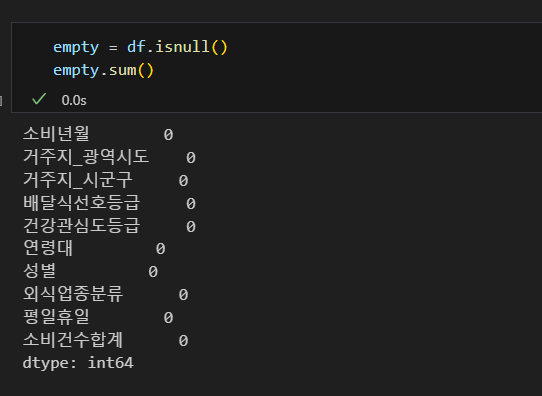 empty = df.isnull()
empty.sum()
0.0s
소비년월 0
거주지_광역시도 0
거주지_시군구 0
배달식선호등급 0
건강관심도등급 0
연령대 0
성별 0
외식업종분류 0
평일휴일 0
소비건수합계 0
dtype: int64